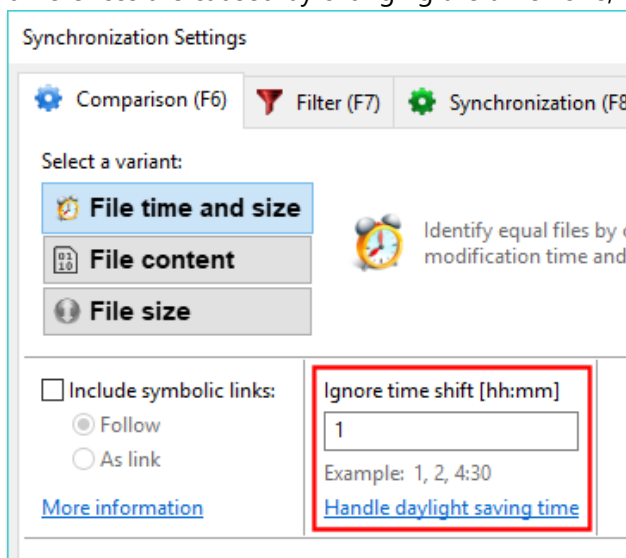 Synchronization Settings
Comparison (F6)
Filter (F7)
Synchronization (F8
Select a variant:
File time and size
File content
File size
Identify equal files by
modification time and
Include symbolic links:
Follow
As link
More information
Ignore time shift [hh:mm]
1
Example: 1, 2, 4:30
Handle daylight saving time